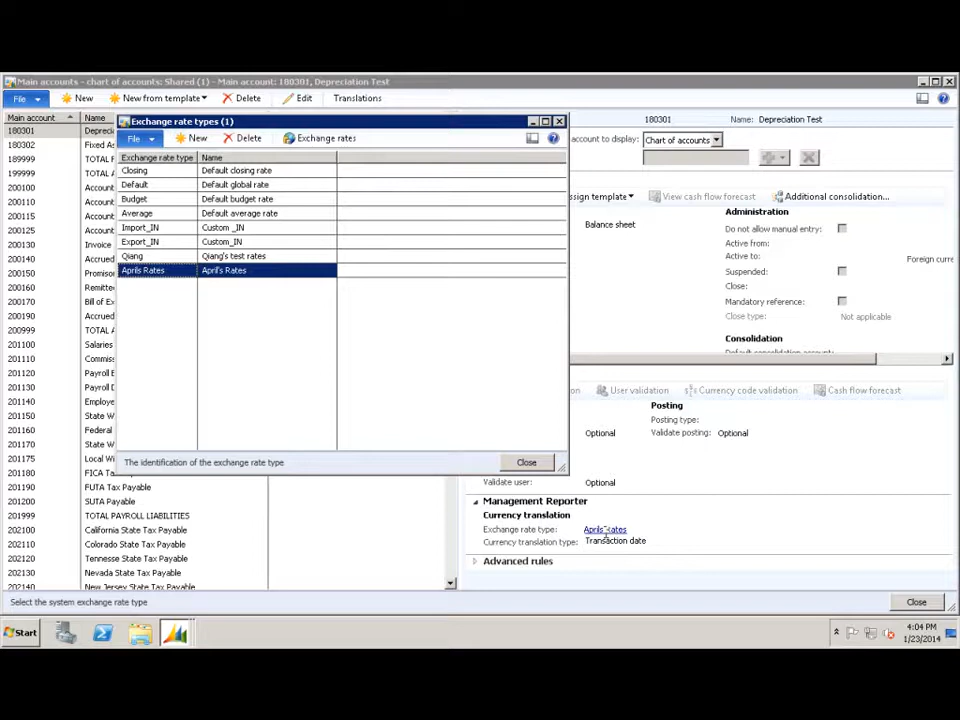 Main accounts - chart of accounts: Shared (1) - Main account: 180301, Depreciation Test
File New New from template Delete Edit Translations
Main account Name
180301 Deprec
180302 Fixed As
189999 TOTAL F
199999 TOTAL
200100 Account
200110 Account
200125 Account
200130 Invoice
200150 Promisor
200160 Remitte
200170 Bill of Ex
200190 Accrued
200999 TOTAL A
201100 Salaries
201110 Commiss
201120 Payroll D
201130 Payroll E
201140 Employe
201150 State W
201160 Federal
201170 State W
201175 Local Wi
201180 FICA Ta
201190 FUTA Tax Payable
201200 SUTA Payable
201999 TOTAL PAYROLL LIABILITIES
202110 California State Tax Payable
202110 Colorado State Tax Payable
202120 Tennesse State Tax Payable
202130 Nevada State Tax Payable
202140 New Jersey State Tax Payable
Exchange rate types (1)
File New Delete Exchange rates
Exchange rate type Name
Closing Default closing rate
Default Default global rate
Budget Default budget rate
Average Default average rate
Import_IN Custom _IN
Export_IN Custom_IN
Qiang Qiang's test rates
Aprils Rates April's Rates
The identification of the exchange rate type
Close
180301 Name: Depreciation Test
account to display: Chart of accounts
ssign template View cash flow forecast Additional consolidation...
Balance sheet
Administration
Do not allow manual entry:
Active from:
Active to:
Foreign curre
Suspended:
Close:
Mandatory reference:
Close type: Not applicable
Consolidation
Default consolidation account:
on User validation Currency code validation Cash flow forecast
Posting
Posting type:
Optional Validate posting: Optional
Validate user: Optional
Management Reporter
Currency translation
Exchange rate type: Aprils Rates
Currency translation type: Transaction date
Advanced rules
Select the system exchange rate type
Close
Start
4:04 PM
1/23/2014